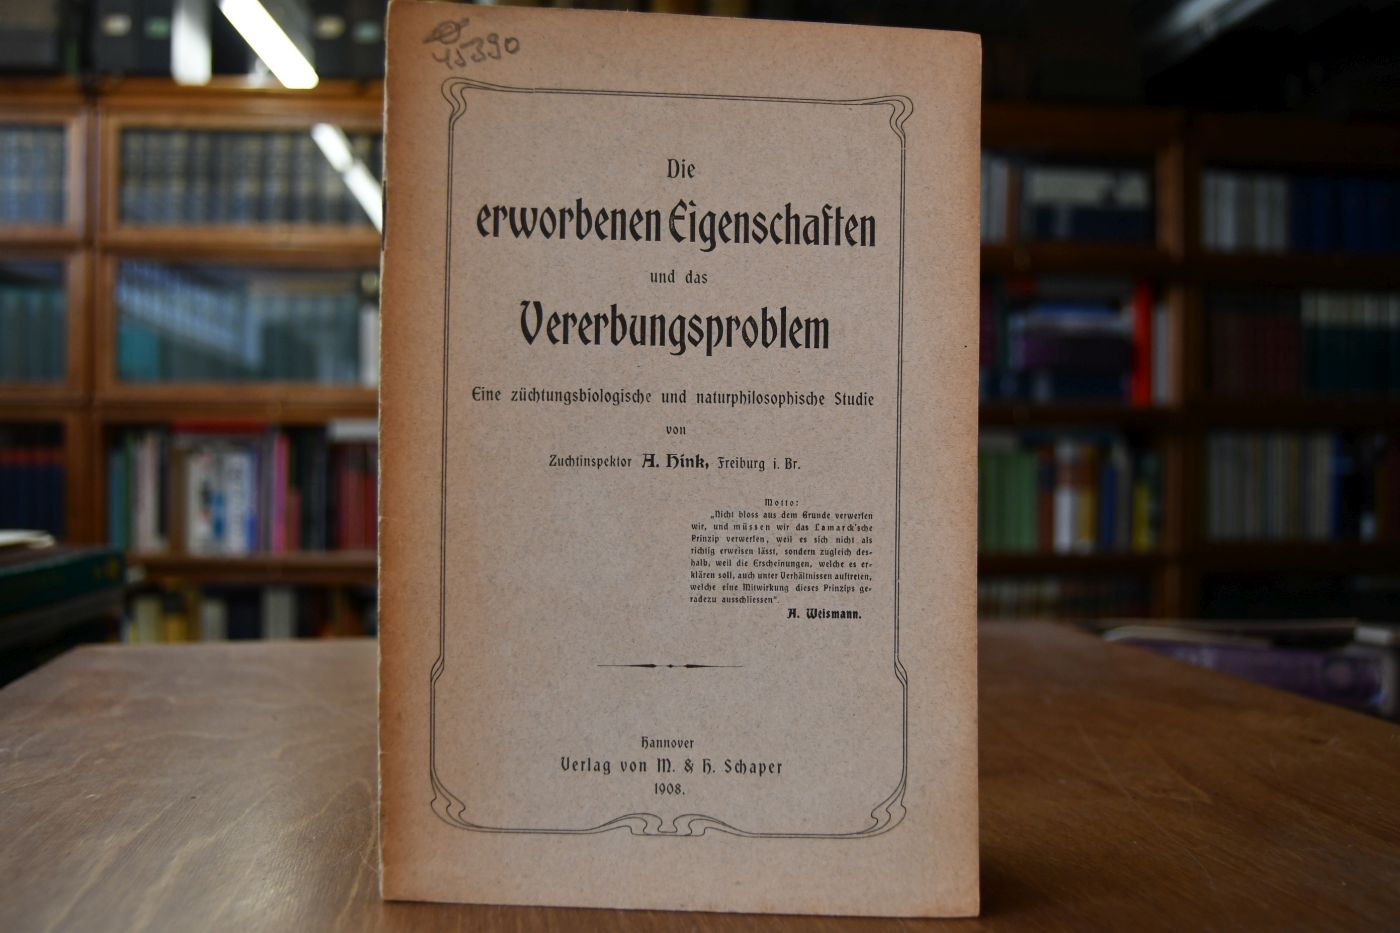 45390
Die
erworbenen Eigenschaften
und das
Vererbungsproblem
Eine züchtungsbiologische und naturphilosophische Studie
von
Zuchtinspektor A. Hink, Freiburg i. Br.
Motto:
„Nicht bloss aus dem Grunde verwerfen
wir, und müssen wir das Lamarck'sche
Prinzip verwerfen, weil es sich nicht als
richtig erweisen lässt, sondern zugleich des-
halb, weil die Erscheinungen, welche es er-
klären soll, auch unter Verhältnissen auftreten,
welche eine Mitwirkung dieses Prinzips ge-
radezu ausschliessen“.
A. Weismann.
Hannover
Verlag von M. & H. Schaper
1908.